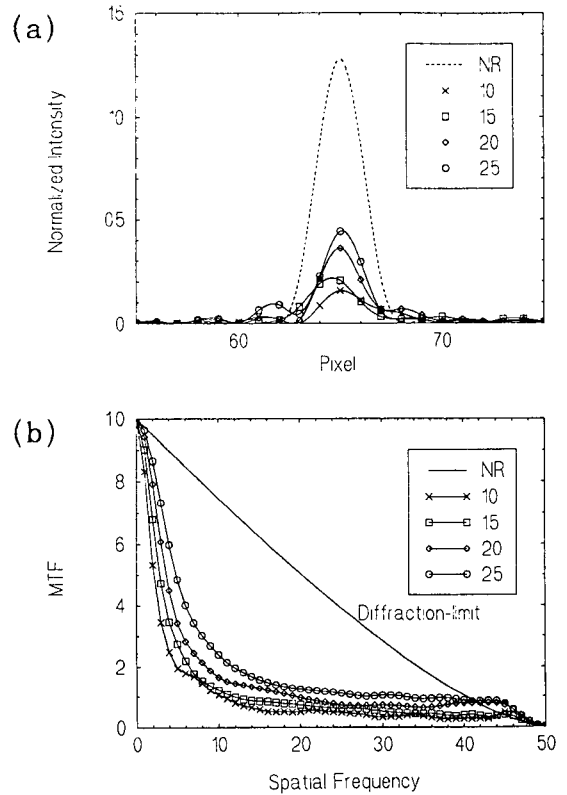 (a)
15
10
05
0
Normalized Intensity
60
70
Pixel
NR
10
15
20
25
(b)
10
8
6
4
2
0
MTF
0
10
20
30
40
50
Spatial Frequency
NR
10
15
20
25
Diffraction-limit